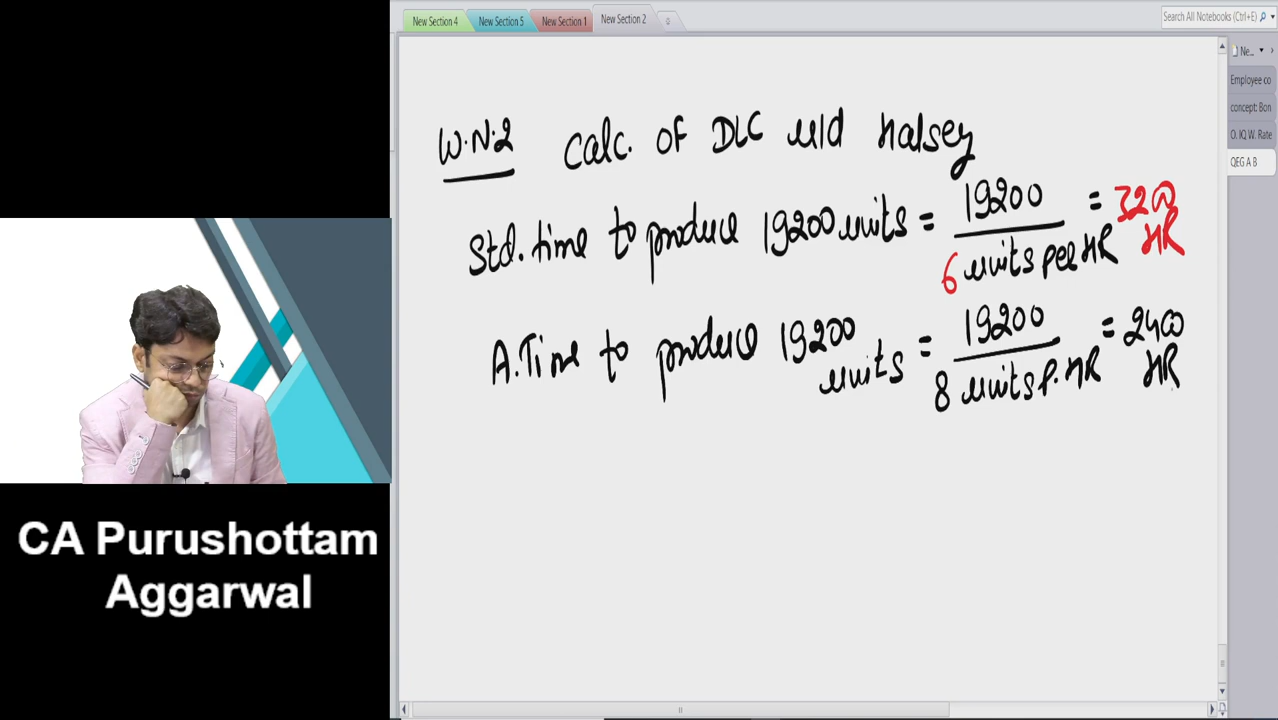 New Section 4 New Section 5 New Section 1 New Section 2
Search All Notebooks (Ctrl+E)
Ne...
Employee co
concept: Bon
O. IQ W. Rate
QEG A B
W.N.2 Calc. of DLC u/d Halsey
Std. time to produce 19200 units = 19200 / 6 units per HR = 3200 HR
A.Time to produce 19200 units = 19200 / 8 units P. HR = 2400 HR
CA Purushottam
Aggarwal